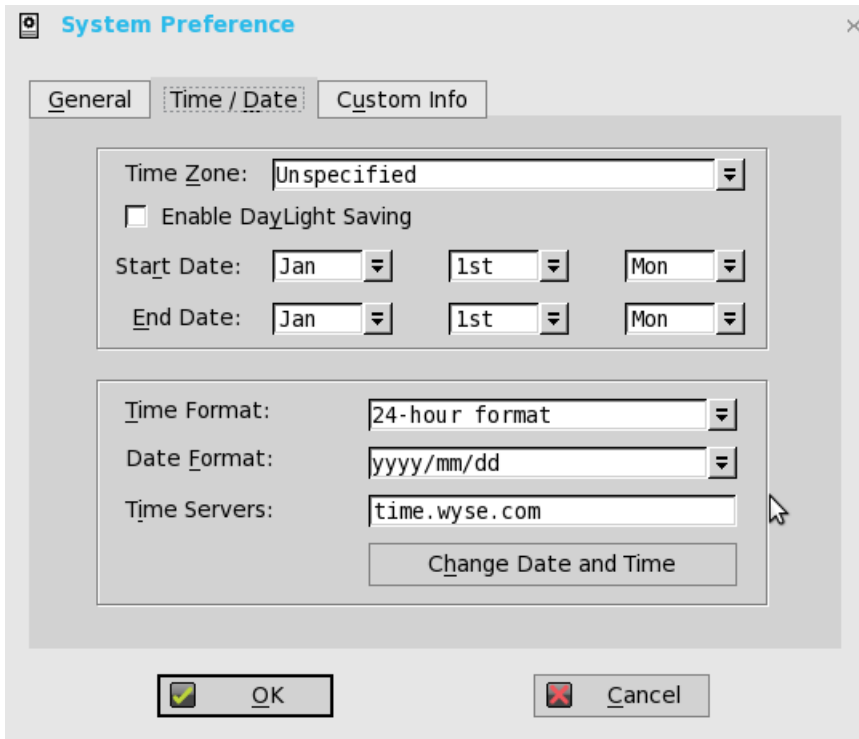 System Preference
General Time / Date Custom Info
Time Zone: Unspecified
Enable DayLight Saving
Start Date: Jan 1st Mon
End Date: Jan 1st Mon
Time Format: 24-hour format
Date Format: yyyy/mm/dd
Time Servers: time.wyse.com
Change Date and Time
OK Cancel